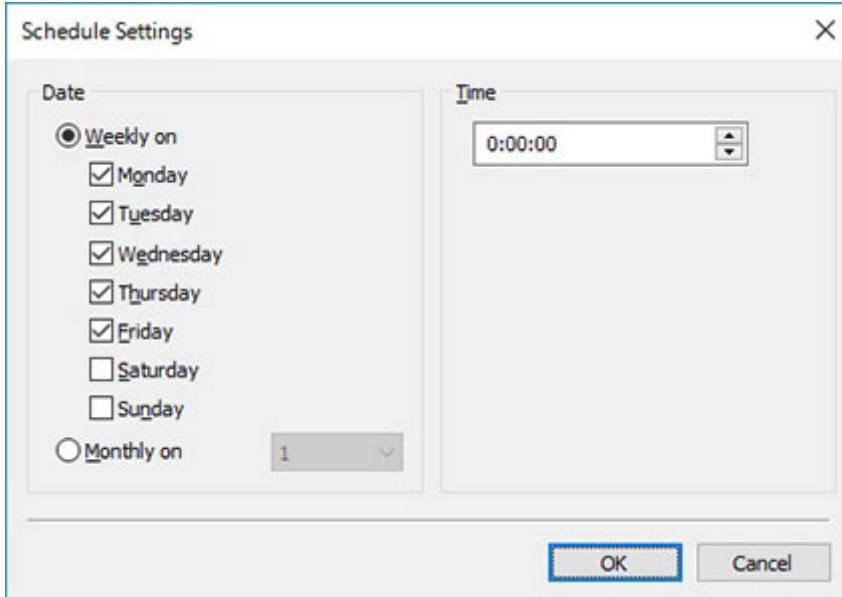 Schedule Settings
Date
Weekly on
Monday
Tuesday
Wednesday
Thursday
Friday
Saturday
Sunday
Monthly on 1
Time
0:00:00
OK Cancel